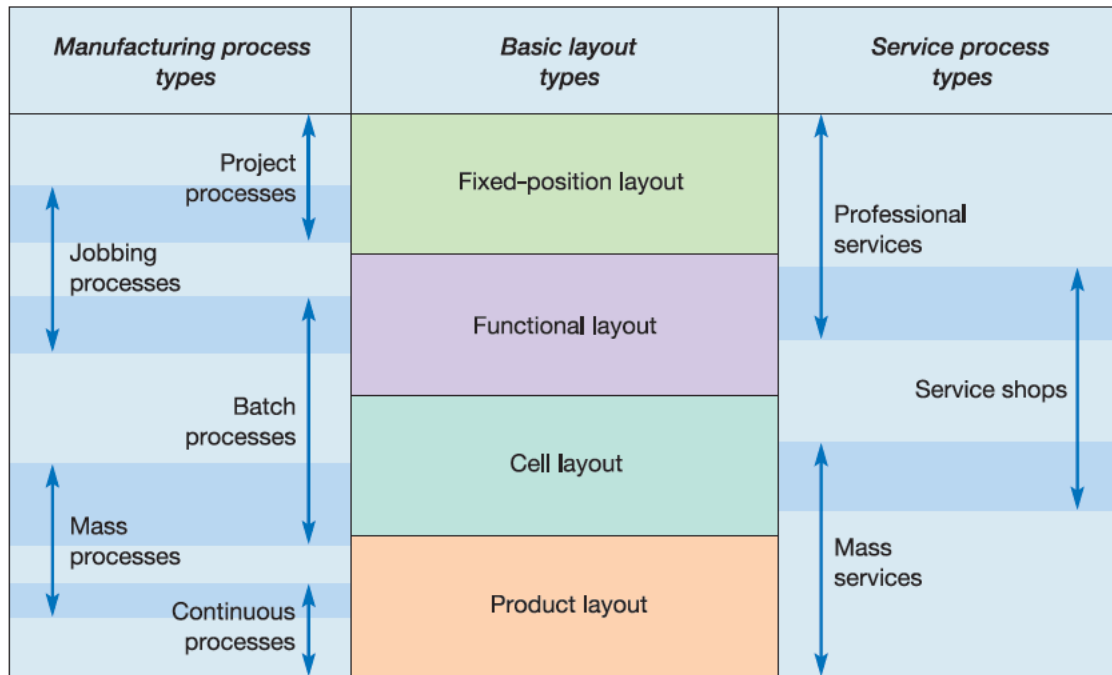 Manufacturing process
types
Basic layout
types
Service process
types
Project
processes
Jobbing
processes
Batch
processes
Mass
processes
Continuous
processes
Fixed-position layout
Functional layout
Cell layout
Product layout
Professional
services
Service shops
Mass
services